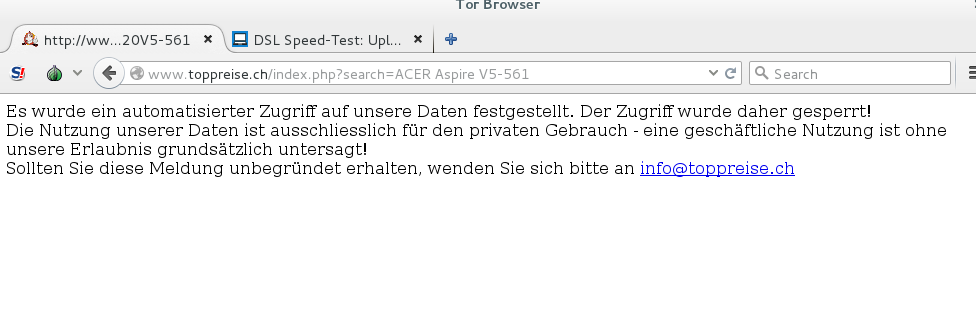 Tor Browser
http://ww...20V5-561
DSL Speed-Test: Upl...
www.toppreise.ch/index.php?search=ACER Aspire V5-561
Search
Es wurde ein automatisierter Zugriff auf unsere Daten festgestellt. Der Zugriff wurde daher gesperrt!
Die Nutzung unserer Daten ist ausschliesslich für den privaten Gebrauch - eine geschäftliche Nutzung ist ohne
unsere Erlaubnis grundsätzlich untersagt!
Sollten Sie diese Meldung unbegründet erhalten, wenden Sie sich bitte an info@toppreise.ch